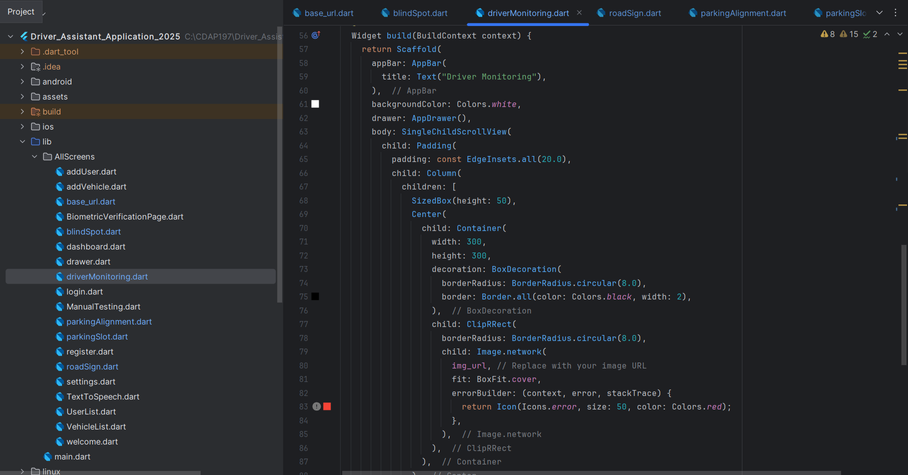 Project
base_url.dart
blindSpot.dart
driverMonitoring.dart
roadSign.dart
parkingAlignment.dart
parkingSlo
Driver_Assistant_Application_2025 C:\CDAP197\Driver_Assis
.dart_tool
.idea
android
assets
build
ios
lib
AllScreens
addUser.dart
addVehicle.dart
base_url.dart
BiometricVerificationPage.dart
blindSpot.dart
dashboard.dart
drawer.dart
driverMonitoring.dart
login.dart
ManualTesting.dart
parkingAlignment.dart
parkingSlot.dart
register.dart
roadSign.dart
settings.dart
TextToSpeech.dart
UserList.dart
VehicleList.dart
welcome.dart
main.dart
linux
8 15 2
56 Widget build(BuildContext context) {
57 return Scaffold(
58 appBar: AppBar(
59 title: Text("Driver Monitoring"),
60 ), // AppBar
61 backgroundColor: Colors.white,
62 drawer: AppDrawer(),
63 body: SingleChildScrollView(
64 child: Padding(
65 padding: const EdgeInsets.all(20.0),
66 child: Column(
67 children: [
68 SizedBox(height: 50),
69 Center(
70 child: Container(
71 width: 300,
72 height: 300,
73 decoration: BoxDecoration(
74 borderRadius: BorderRadius.circular(8.0),
75 border: Border.all(color: Colors.black, width: 2),
76 ), // BoxDecoration
77 child: ClipRRect(
78 borderRadius: BorderRadius.circular(8.0),
79 child: Image.network(
80 img_url, // Replace with your image URL
81 fit: BoxFit.cover,
82 errorBuilder: (context, error, stackTrace) {
83 return Icon(Icons.error, size: 50, color: Colors.red);
84 },
85 ), // Image.network
86 ), // ClipRRect
87 ), // Container